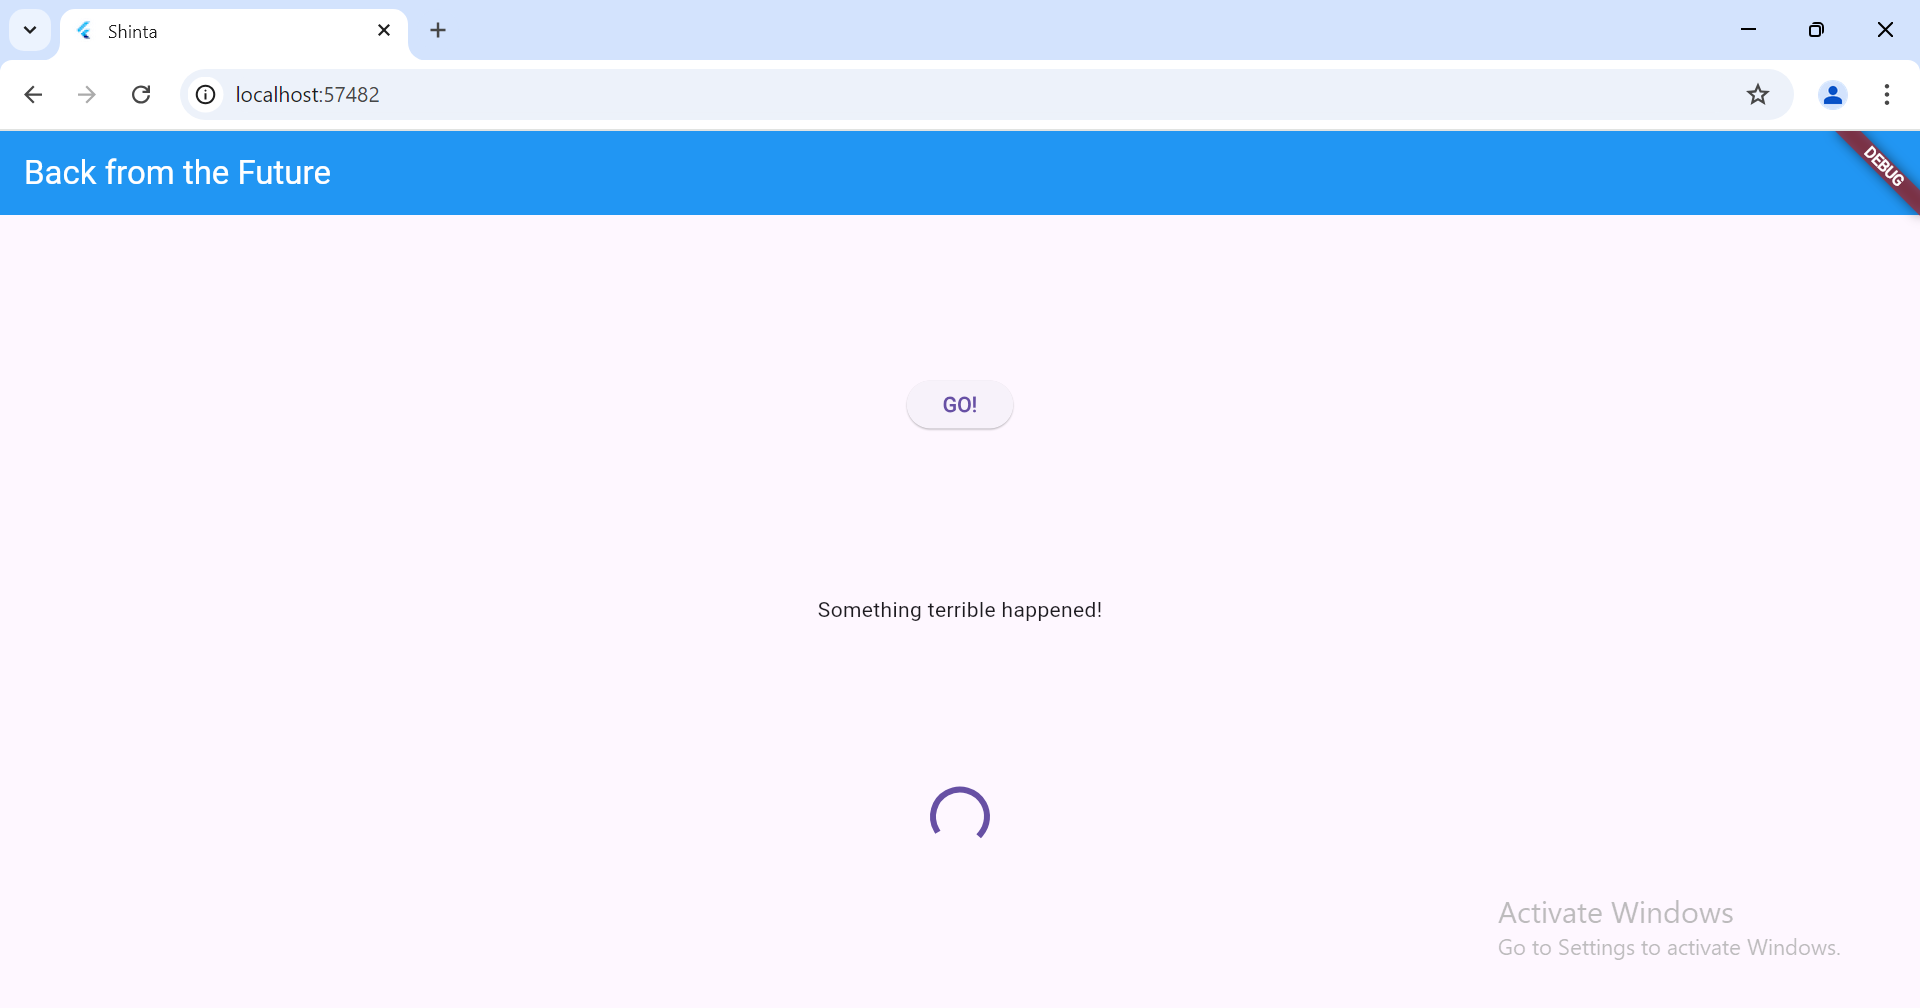 Shinta
localhost:57482
Back from the Future
DEBUG
GO!
Something terrible happened!
Activate Windows
Go to Settings to activate Windows.